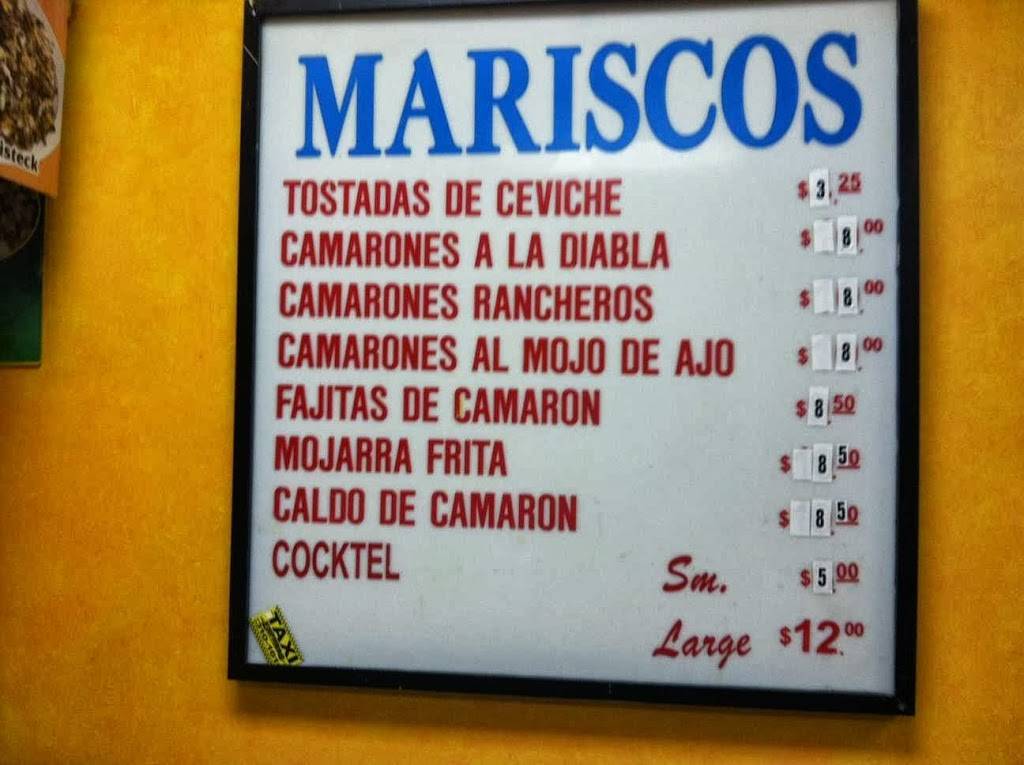 isteck
MARISCOS
TOSTADAS DE CEVICHE $3.25
CAMARONES A LA DIABLA $8.00
CAMARONES RANCHEROS $8.00
CAMARONES AL MOJO DE AJO $8.00
FAJITAS DE CAMARON $8.50
MOJARRA FRITA $8.50
CALDO DE CAMARON $8.50
COCKTEL Sm. $5.00
Large $12.00
TAXI